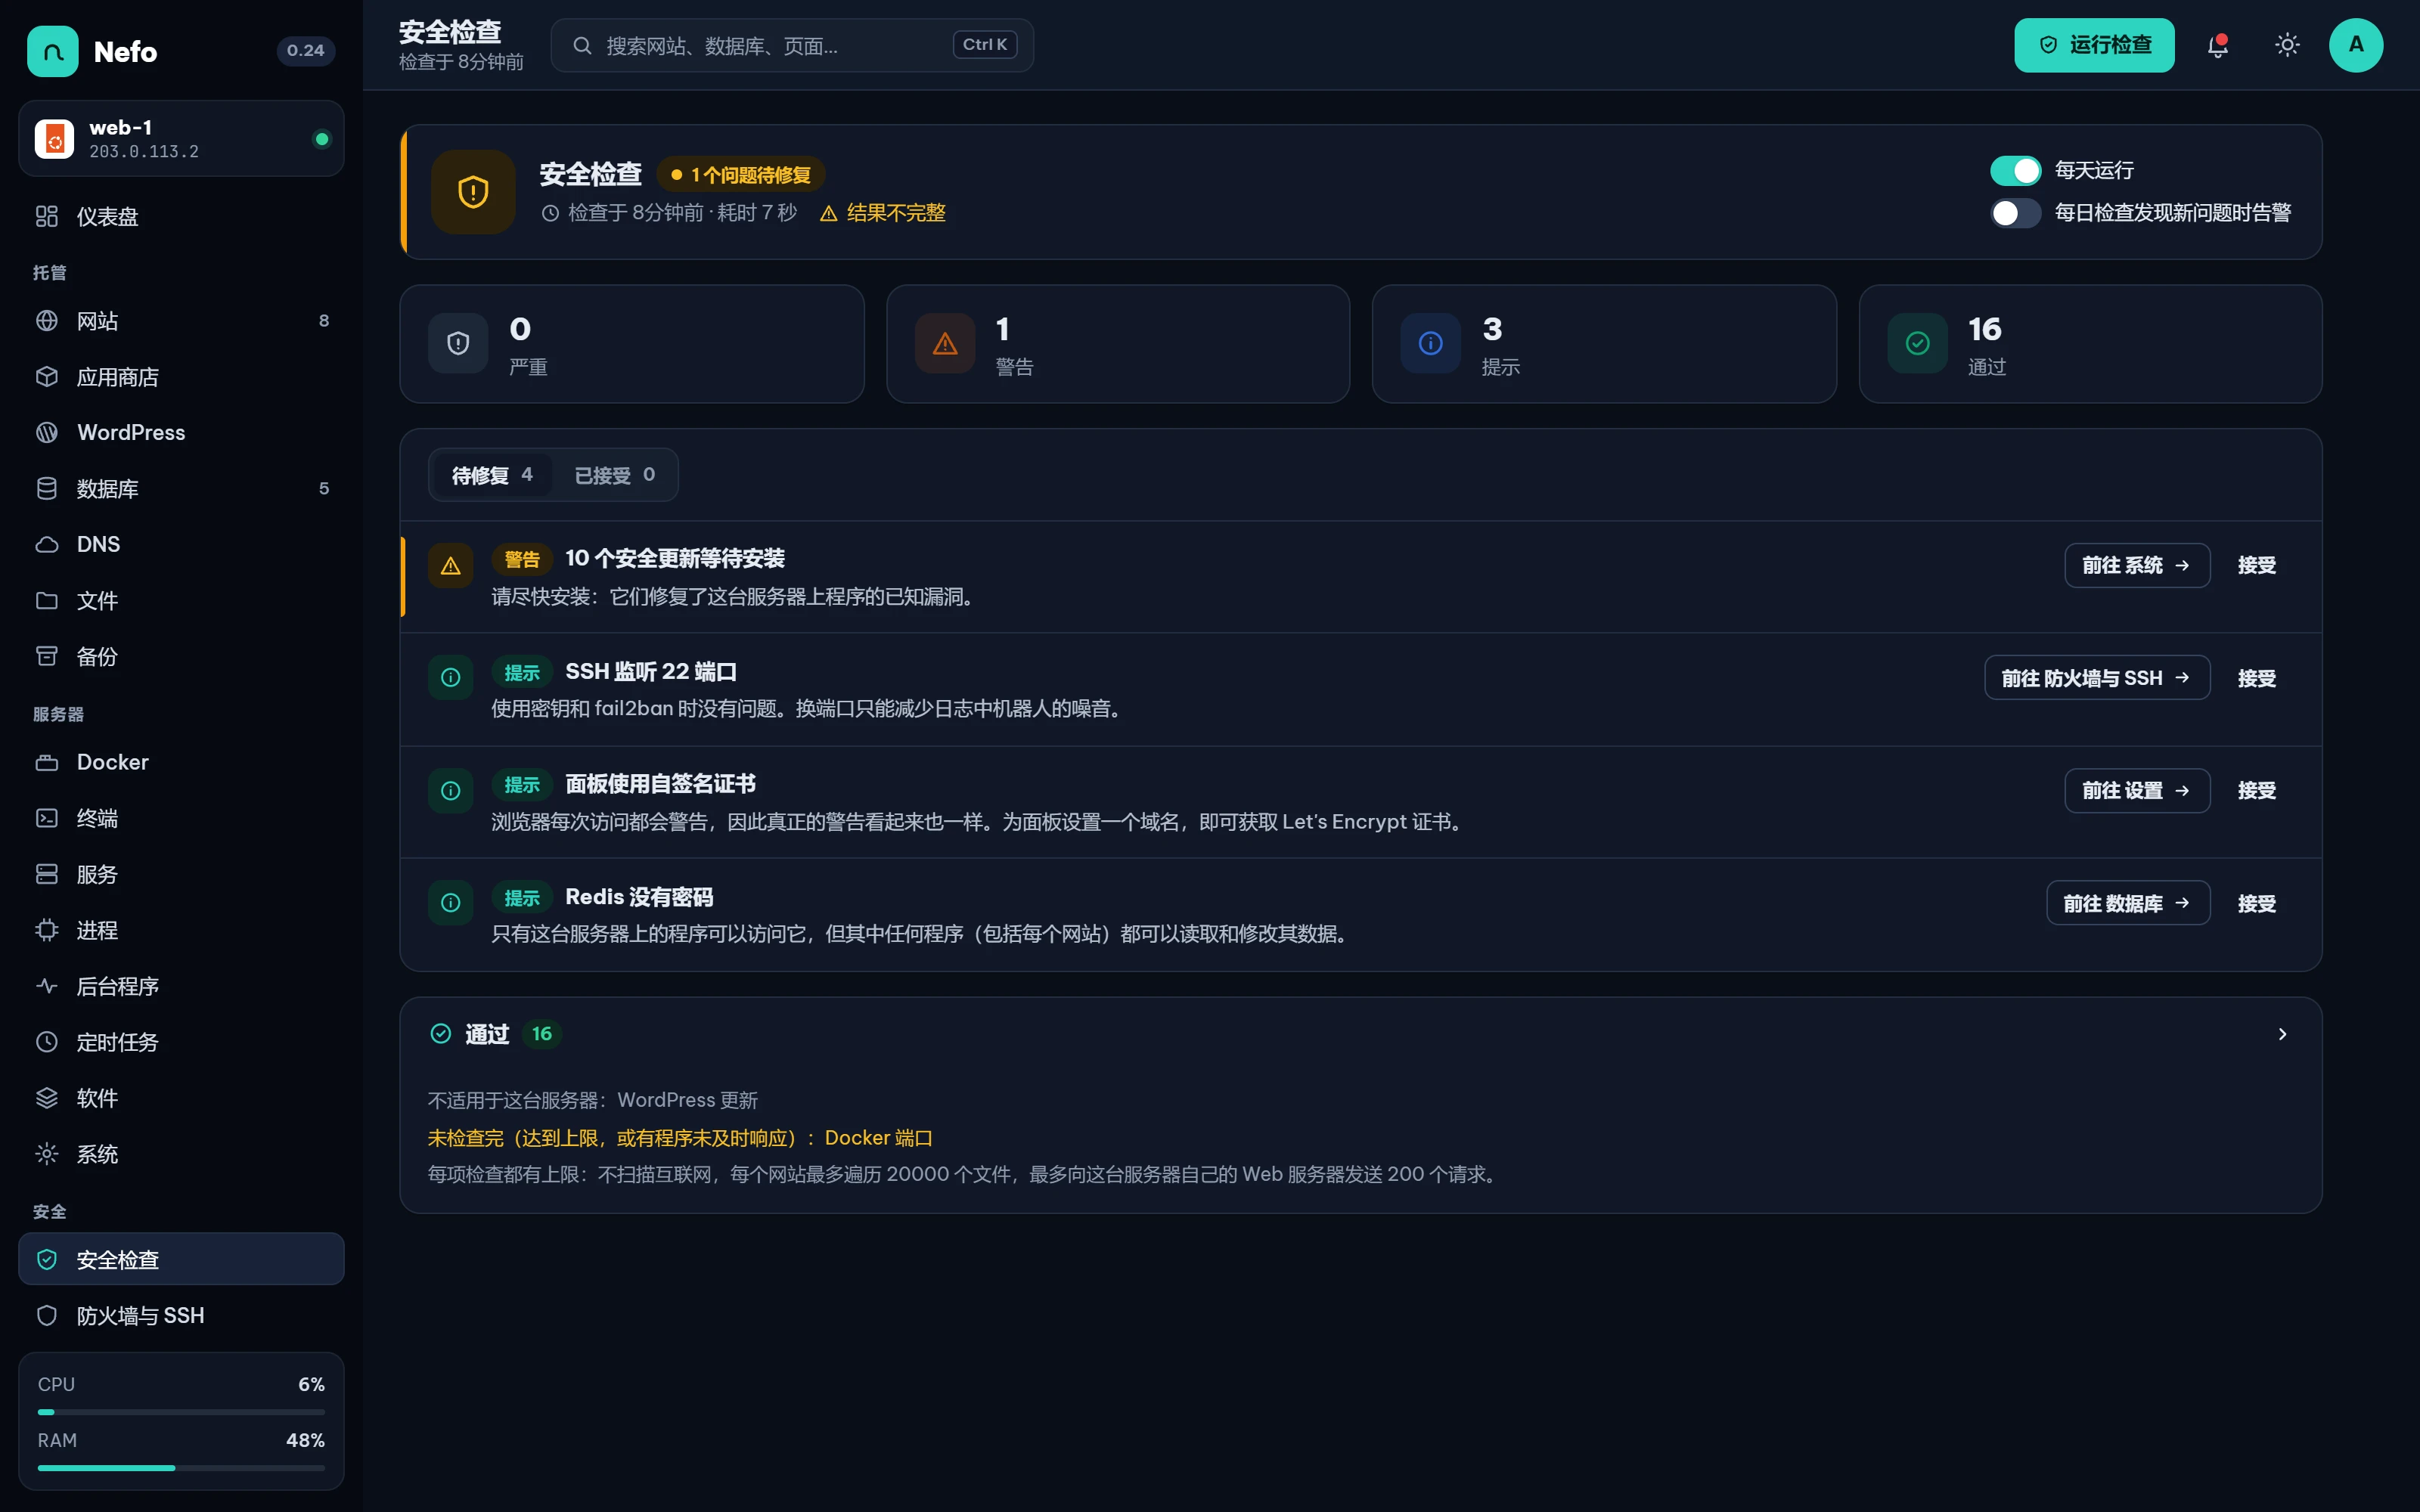 Nefo
0.24
web-1
203.0.113.2
仪表盘
托管
网站
8
应用商店
WordPress
数据库
5
DNS
文件
备份
服务器
Docker
终端
服务
进程
后台程序
定时任务
软件
系统
安全
安全检查
防火墙与 SSH
CPU
6%
RAM
48%
安全检查
检查于 8分钟前
搜索网站、数据库、页面...
Ctrl K
运行检查
A
安全检查
1 个问题待修复
检查于 8分钟前 · 耗时 7 秒
结果不完整
每天运行
每日检查发现新问题时告警
0
严重
1
警告
3
提示
16
通过
待修复 4
已接受 0
警告
10 个安全更新等待安装
请尽快安装：它们修复了这台服务器上程序的已知漏洞。
前往 系统 →
接受
提示
SSH 监听 22 端口
使用密钥和 fail2ban 时没有问题。换端口只能减少日志中机器人的噪音。
前往 防火墙与 SSH →
接受
提示
面板使用自签名证书
浏览器每次访问都会警告，因此真正的警告看起来也一样。为面板设置一个域名，即可获取 Let's Encrypt 证书。
前往 设置 →
接受
提示
Redis 没有密码
只有这台服务器上的程序可以访问它，但其中任何程序（包括每个网站）都可以读取和修改其数据。
前往 数据库 →
接受
通过
16
不适用于这台服务器：WordPress 更新
未检查完（达到上限，或有程序未及时响应）：Docker 端口
每项检查都有上限：不扫描互联网，每个网站最多遍历 20000 个文件，最多向这台服务器自己的 Web 服务器发送 200 个请求。